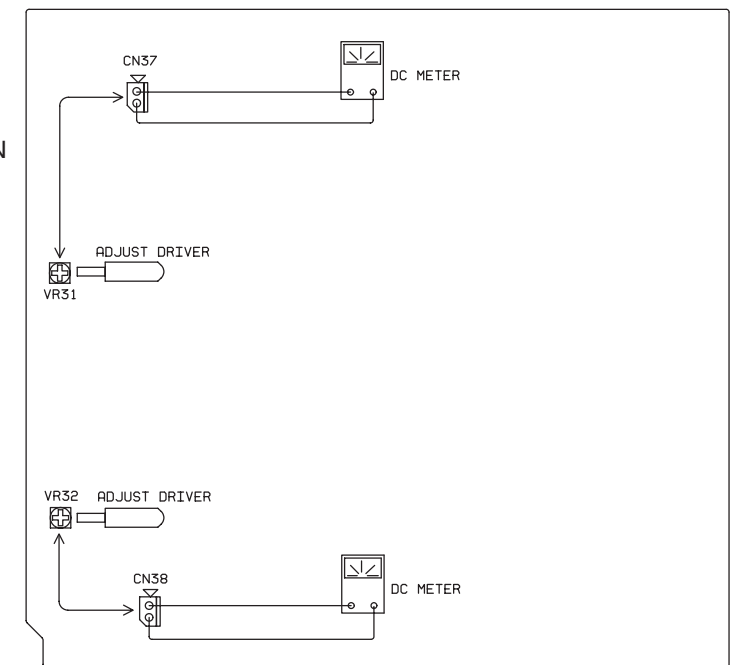 CN37
DC METER
N
ADJUST DRIVER
VR31
VR32 ADJUST DRIVER
CN38
DC METER